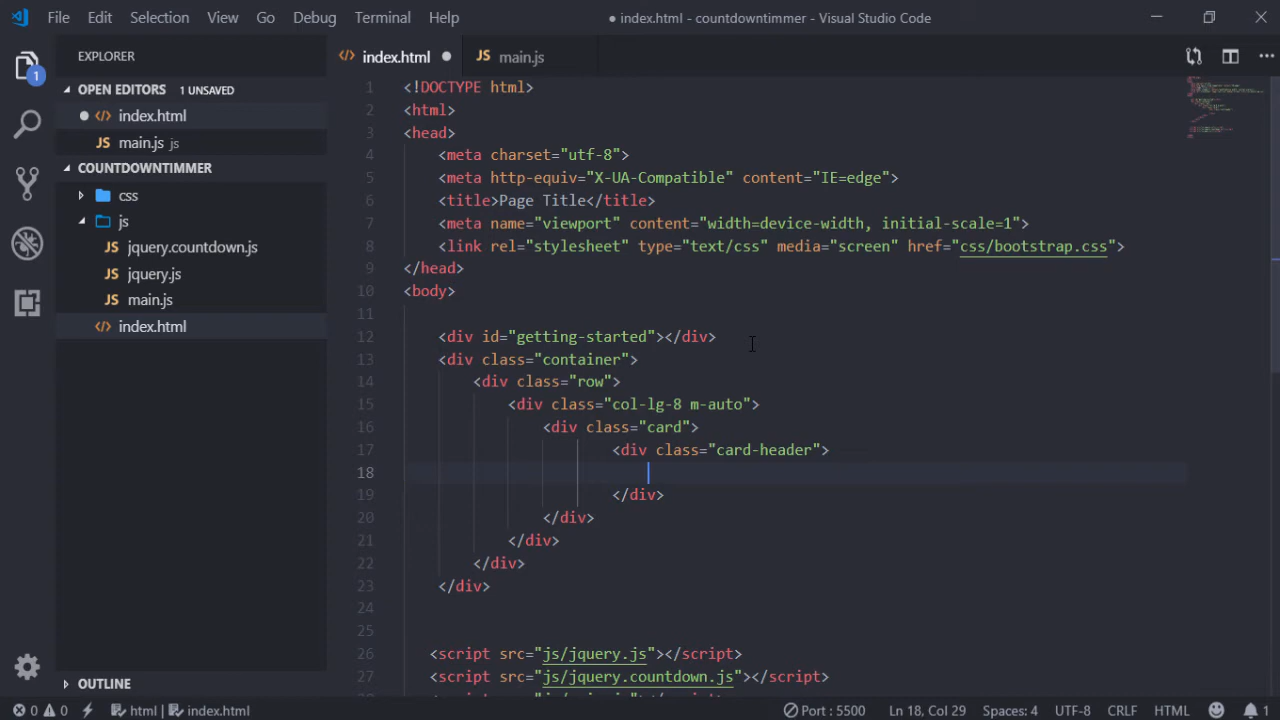 File Edit Selection View Go Debug Terminal Help ● index.html - countdowntimmer - Visual Studio Code
EXPLORER
OPEN EDITORS 1 UNSAVED
index.html
JS main.js js
COUNTDOWNTIMMER
css
js
JS jquery.countdown.js
JS jquery.js
JS main.js
index.html
OUTLINE
1
index.html ●
JS main.js
1 <!DOCTYPE html>
2 <html>
3 <head>
4 <meta charset="utf-8">
5 <meta http-equiv="X-UA-Compatible" content="IE=edge">
6 <title>Page Title</title>
7 <meta name="viewport" content="width=device-width, initial-scale=1">
8 <link rel="stylesheet" type="text/css" media="screen" href="css/bootstrap.css">
9 </head>
10 <body>
11
12 <div id="getting-started"></div>
13 <div class="container">
14 <div class="row">
15 <div class="col-lg-8 m-auto">
16 <div class="card">
17 <div class="card-header">
18
19 </div>
20 </div>
21 </div>
22 </div>
23 </div>
24
25
26 <script src="js/jquery.js"></script>
27 <script src="js/jquery.countdown.js"></script>
0 0 html | index.html Port : 5500 Ln 18, Col 29 Spaces: 4 UTF-8 CRLF HTML 1